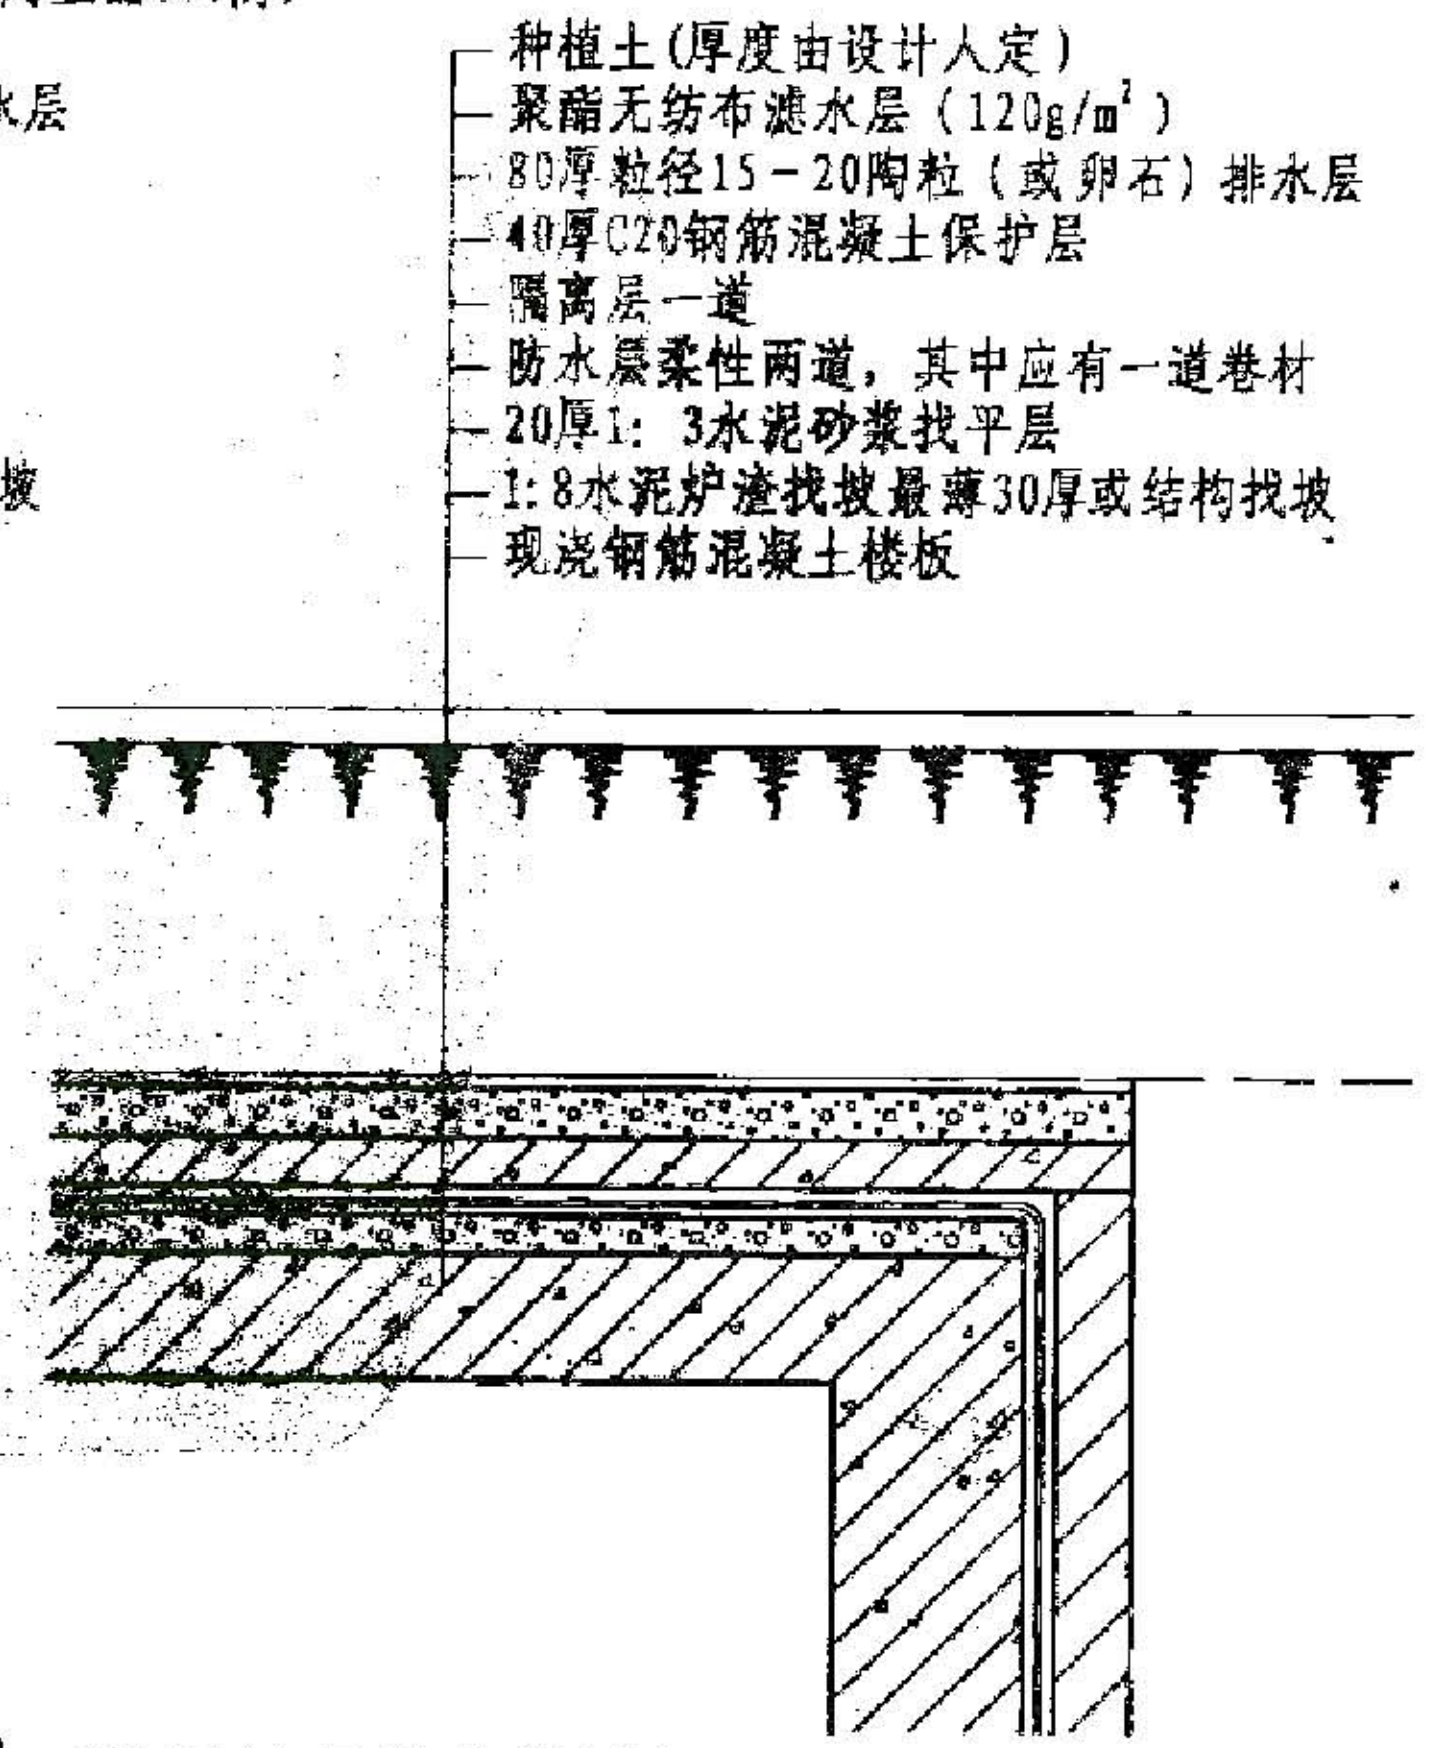 水层
种植土(厚度由设计人定)
聚酯无纺布滤水层(120g/m²)
80厚粒径15-20陶粒(或卵石)排水层
40厚C20钢筋混凝土保护层
隔离层一道
防水层柔性两道，其中应有一道卷材
20厚1:3水泥砂浆找平层
坡
1:8水泥炉渣找坡最薄30厚或结构找坡
现浇钢筋混凝土楼板